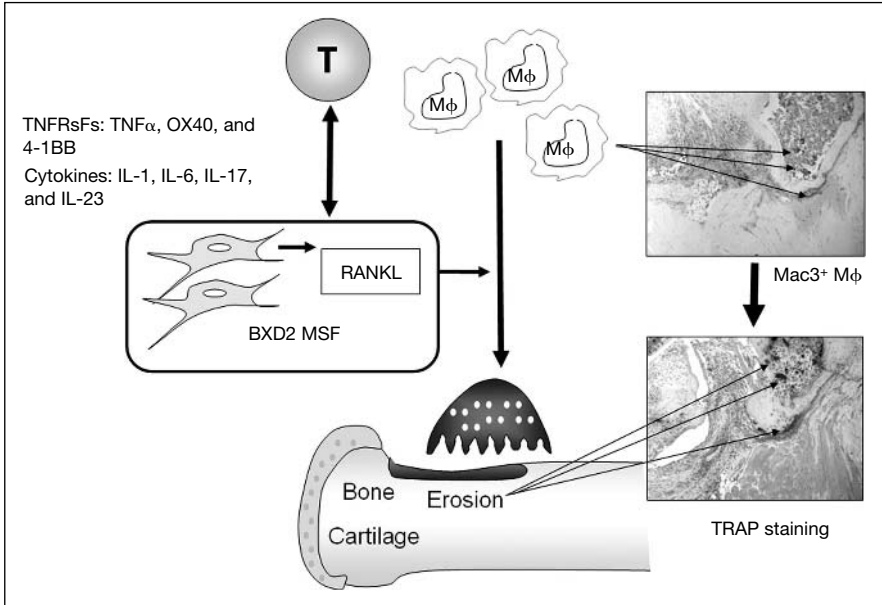 T
Mϕ
Mϕ
Mϕ
TNFRsFs: TNFα, OX40, and
4-1BB
Cytokines: IL-1, IL-6, IL-17,
and IL-23
RANKL
BXD2 MSF
Mac3⁺ Mϕ
Bone
Erosion
Cartilage
TRAP staining